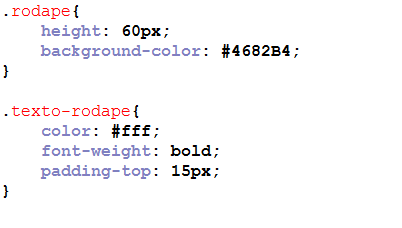 .rodape{
    height: 60px;
    background-color: #4682B4;
}

.texto-rodape{
    color: #fff;
    font-weight: bold;
    padding-top: 15px;
}